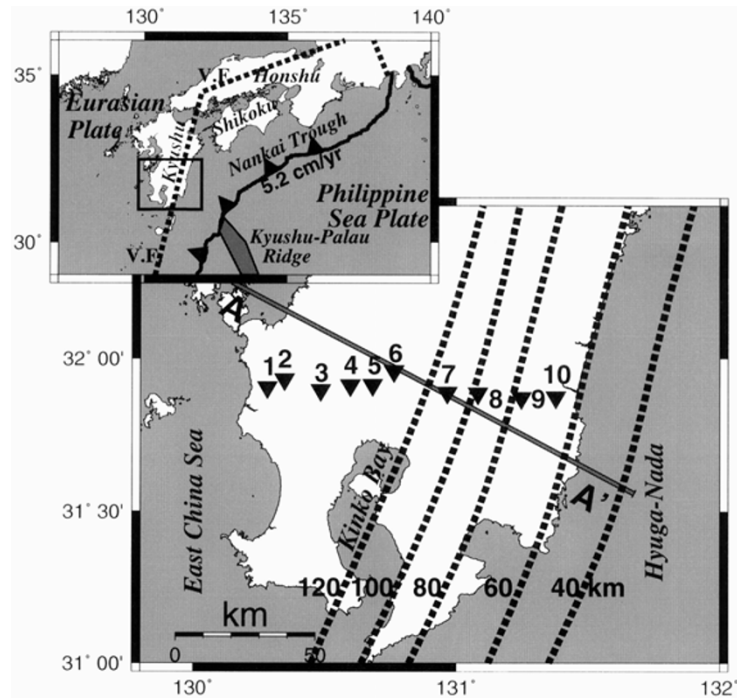 130°
135°
140°
35°
30°
V.F.
Honshu
Eurasian
Plate
Kyushu
Shikoku
Nankai Trough
5.2 cm/yr
Philippine
Sea Plate
Kyushu-Palau
Ridge
V.F.
A
32° 00'
31° 30'
31° 00'
1
2
3
4
5
6
7
8
9
10
East China Sea
Kinko Bay
A'
Hyuga-Nada
120
100
80
60
40 km
km
0
50
130°
131°
132°